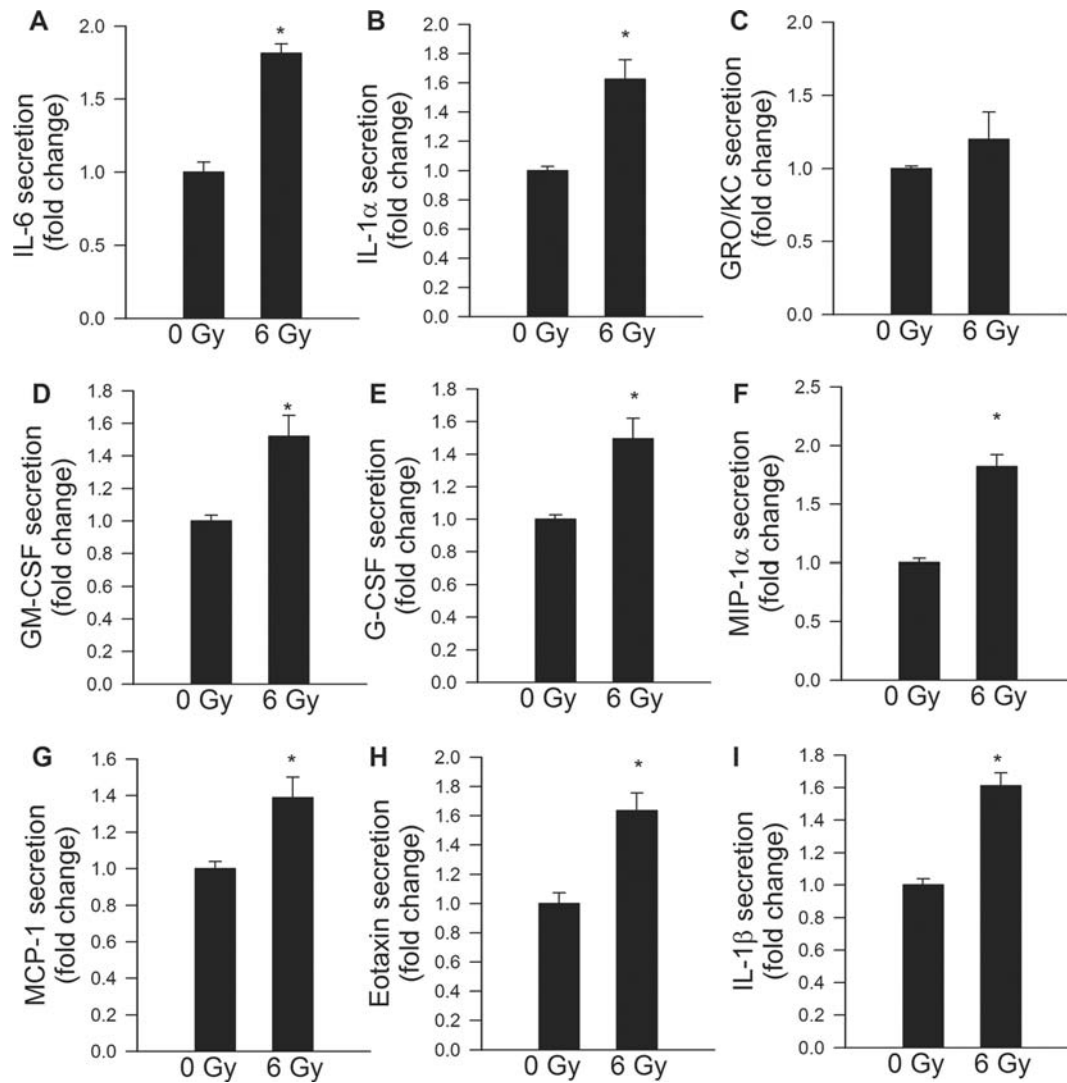 A
IL-6 secretion
(fold change)
2.0
1.5
1.0
0.5
0.0
*
0 Gy 6 Gy
B
IL-1α secretion
(fold change)
2.0
1.8
1.6
1.4
1.2
1.0
0.8
0.6
0.4
0.2
0.0
*
0 Gy 6 Gy
C
GRO/KC secretion
(fold change)
2.0
1.5
1.0
0.5
0.0
0 Gy 6 Gy
D
GM-CSF secretion
(fold change)
1.8
1.6
1.4
1.2
1.0
0.8
0.6
0.4
0.2
0.0
*
0 Gy 6 Gy
E
G-CSF secretion
(fold change)
1.8
1.6
1.4
1.2
1.0
0.8
0.6
0.4
0.2
0.0
*
0 Gy 6 Gy
F
MIP-1α secretion
(fold change)
2.5
2.0
1.5
1.0
0.5
0.0
*
0 Gy 6 Gy
G
MCP-1 secretion
(fold change)
1.6
1.4
1.2
1.0
0.8
0.6
0.4
0.2
0.0
*
0 Gy 6 Gy
H
Eotaxin secretion
(fold change)
2.0
1.8
1.6
1.4
1.2
1.0
0.8
0.6
0.4
0.2
0.0
*
0 Gy 6 Gy
I
IL-1β secretion
(fold change)
1.8
1.6
1.4
1.2
1.0
0.8
0.6
0.4
0.2
0.0
*
0 Gy 6 Gy